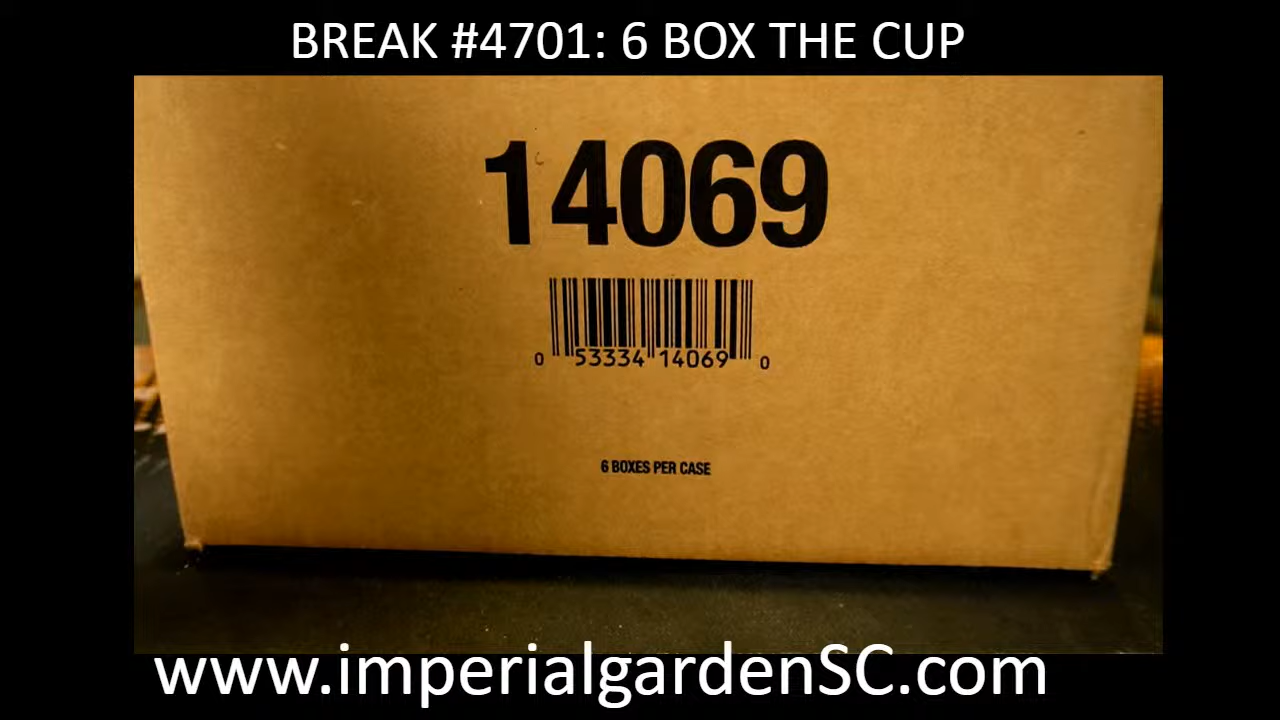 BREAK #4701: 6 BOX THE CUP
14069
0 53334 14069 0
6 BOXES PER CASE
www.imperialgardenSC.com